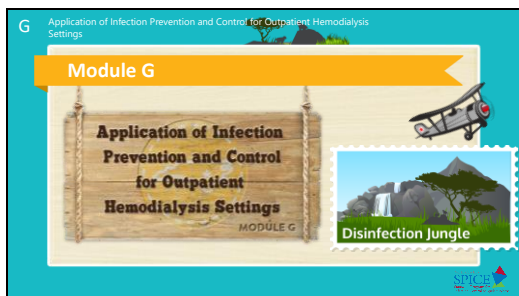 G
Application of Infection Prevention and Control for Outpatient Hemodialysis
Settings
Module G
Application of Infection
Prevention and Control
for Outpatient
Hemodialysis Settings
MODULE G
Disinfection Jungle
SPICE